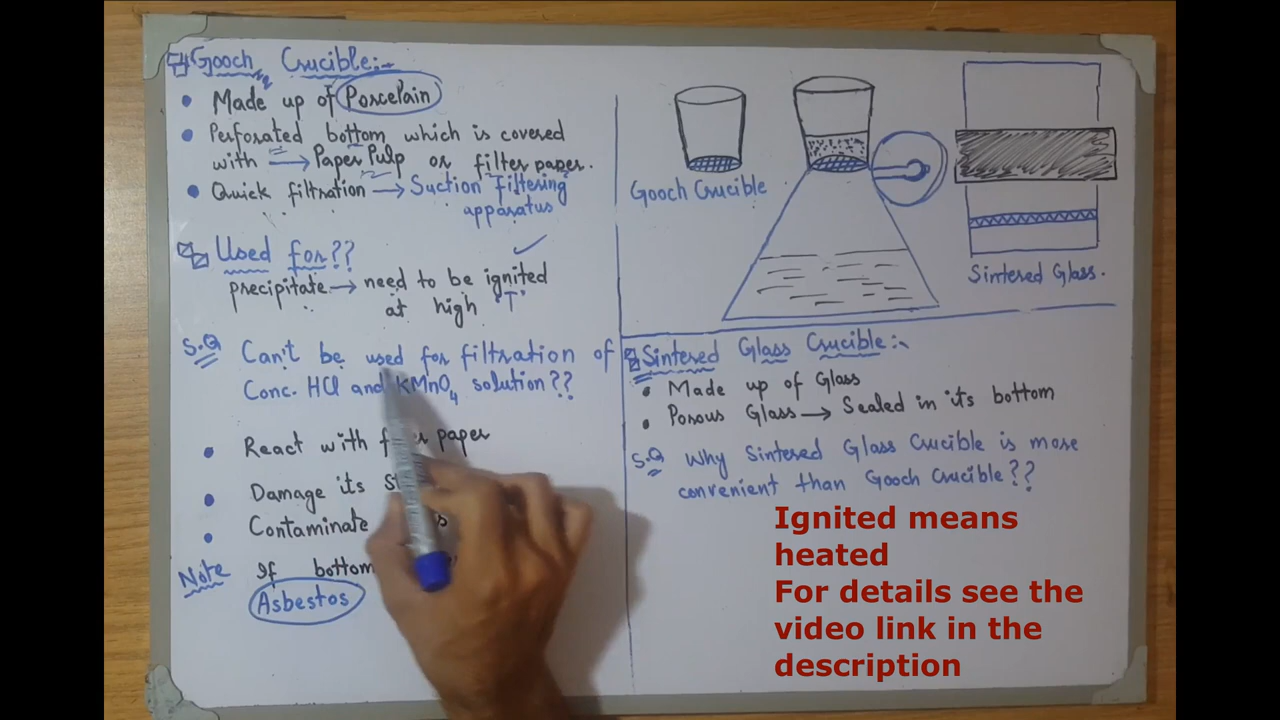 Gooch Crucible:-
• Made up of Porcelain
• Perforated bottom which is covered
with → Paper Pulp or filter paper.
• Quick filtration → Suction Filtering
apparatus
Used for??
precipitate → need to be ignited
at high "T"
S.Q Can't be used for filtration of
Conc. HCl and KMnO4 solution??
• React with paper
• Damage its
• Contaminate
Note If bottom
Asbestos
Gooch Crucible
Sintered Glass.
Sintered Glass Crucible:-
• Made up of Glass
• Porous Glass → Sealed in its bottom
S.Q Why Sintered Glass Crucible is more
convenient than Gooch Crucible??
Ignited means
heated
For details see the
video link in the
description